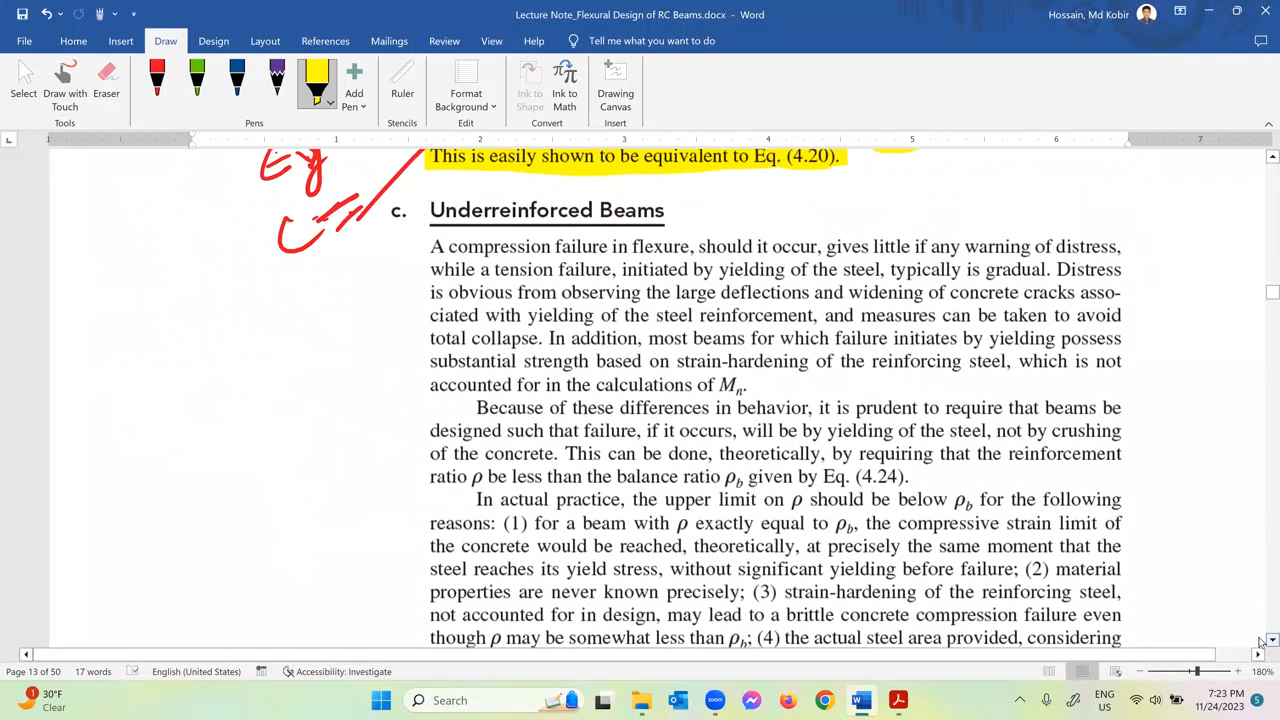 Lecture Note_Flexural Design of RC Beams.docx - Word
Hossain, Md Kobir
File Home Insert Draw Design Layout References Mailings Review View Help Tell me what you want to do
Select Draw with Touch Eraser Add Pen Ruler Format Background Ink to Shape Ink to Math Drawing Canvas
Tools Pens Stencils Edit Convert Insert
1 1 2 3 4 5 6 7
This is easily shown to be equivalent to Eq. (4.20).
c. Underreinforced Beams
A compression failure in flexure, should it occur, gives little if any warning of distress,
while a tension failure, initiated by yielding of the steel, typically is gradual. Distress
is obvious from observing the large deflections and widening of concrete cracks asso-
ciated with yielding of the steel reinforcement, and measures can be taken to avoid
total collapse. In addition, most beams for which failure initiates by yielding possess
substantial strength based on strain-hardening of the reinforcing steel, which is not
accounted for in the calculations of Mn.
Because of these differences in behavior, it is prudent to require that beams be
designed such that failure, if it occurs, will be by yielding of the steel, not by crushing
of the concrete. This can be done, theoretically, by requiring that the reinforcement
ratio ρ be less than the balance ratio ρb given by Eq. (4.24).
In actual practice, the upper limit on ρ should be below ρb for the following
reasons: (1) for a beam with ρ exactly equal to ρb, the compressive strain limit of
the concrete would be reached, theoretically, at precisely the same moment that the
steel reaches its yield stress, without significant yielding before failure; (2) material
properties are never known precisely; (3) strain-hardening of the reinforcing steel,
not accounted for in design, may lead to a brittle concrete compression failure even
though ρ may be somewhat less than ρb; (4) the actual steel area provided, considering
Page 13 of 50 17 words English (United States) Accessibility: Investigate 180%
1 30°F Clear
Search
ENG US
7:23 PM
11/24/2023
5